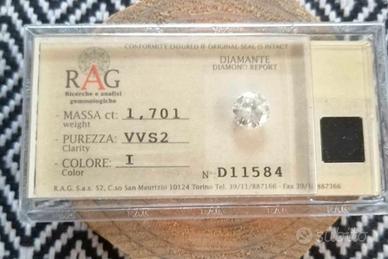 CONFORMITY ENSURED IF ORIGINAL SEAL IS INTACT
RAG
Ricerche e analisi
gemmologiche
DIAMANTE
DIAMOND REPORT
- MASSA ct: 1,701
weight
- PUREZZA: VVS2
Clarity
- COLORE: I
Color
N° D11584
R.A.G. S.a.s. 52, C.so San Maurizio 10124 Torino Tel. 39/11/887166 - Fax 39/11/887366
subito